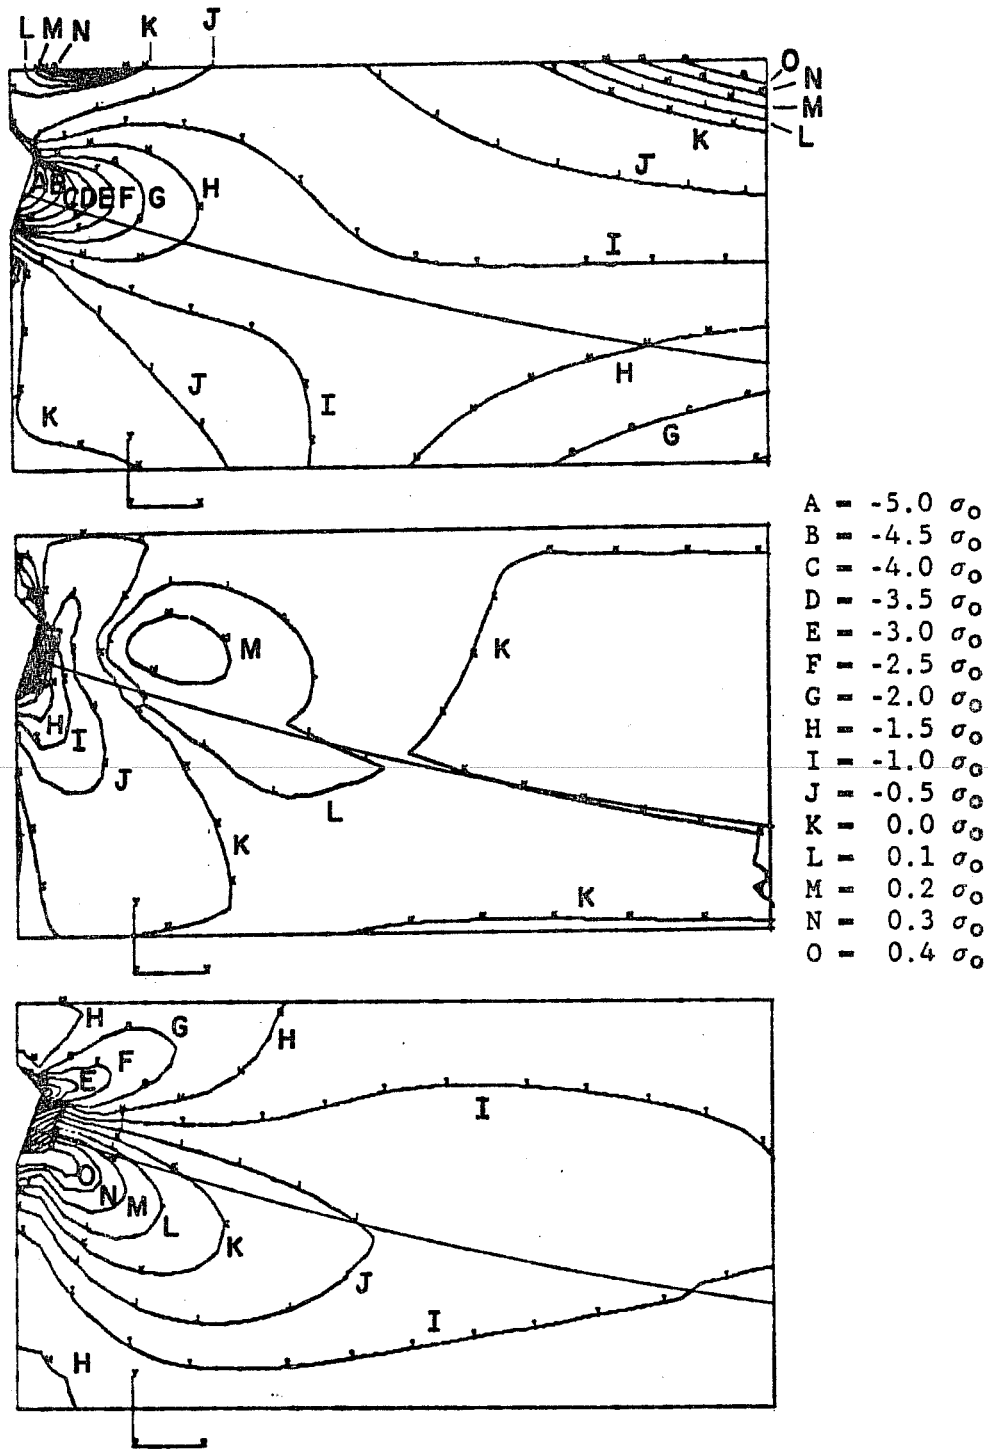 L M N K J
O
N
M
L
K
J
H
I
A B C D E F G
H
J
I
K
G
A = -5.0 σo
B = -4.5 σo
C = -4.0 σo
D = -3.5 σo
E = -3.0 σo
F = -2.5 σo
G = -2.0 σo
H = -1.5 σo
I = -1.0 σo
J = -0.5 σo
K = 0.0 σo
L = 0.1 σo
M = 0.2 σo
N = 0.3 σo
O = 0.4 σo
M
K
H
I
J
L
K
K
H
G
H
F
E
I
O
N
M
L
K
J
I
H